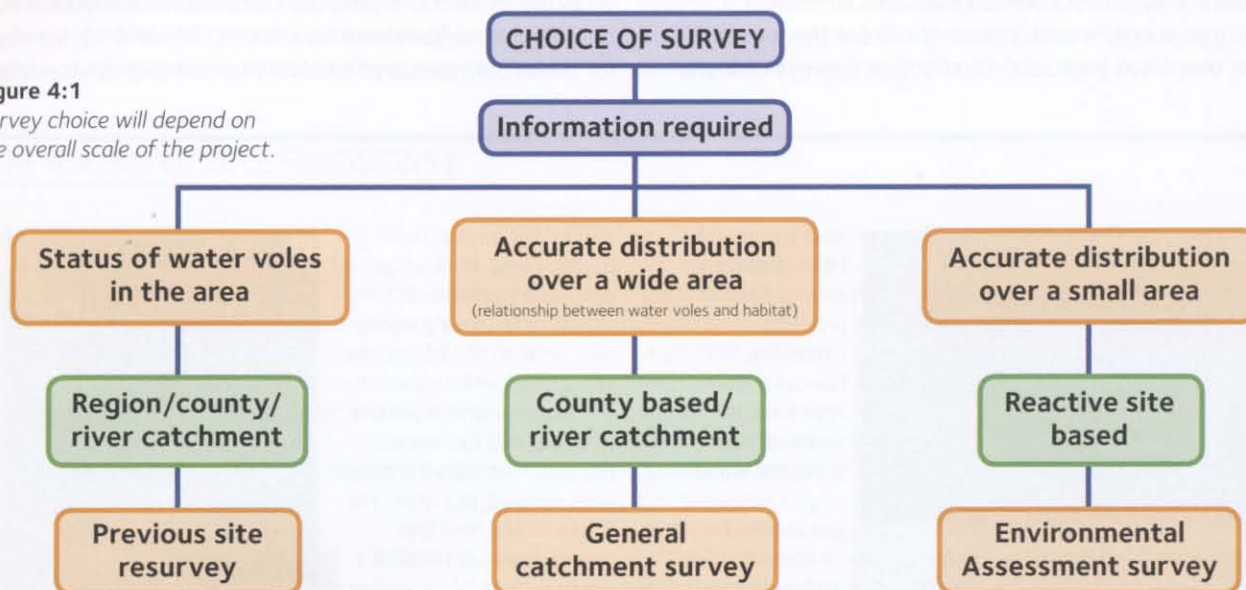 CHOICE OF SURVEY
gure 4:1
rvey choice will depend on
e overall scale of the project.
Information required
Status of water voles
in the area
Accurate distribution
over a wide area
(relationship between water voles and habitat)
Accurate distribution
over a small area
Region/county/
river catchment
County based/
river catchment
Reactive site
based
Previous site
resurvey
General
catchment survey
Environmental
Assessment survey